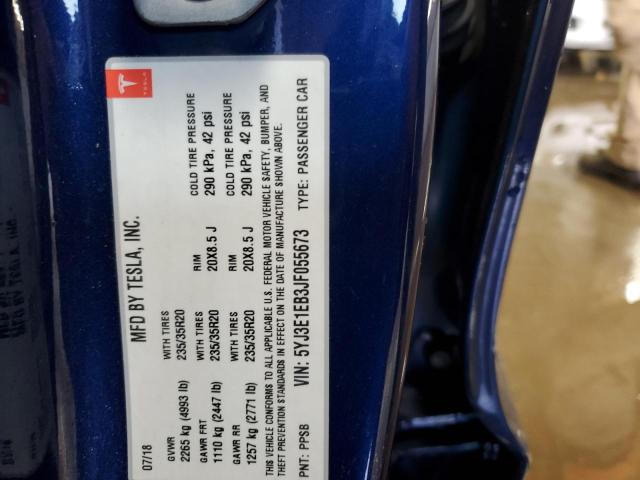 TESLA
MFD BY TESLA, INC.
07/18
GVWR
2265 kg (4993 lb)
GAWR FRT WITH TIRES RIM COLD TIRE PRESSURE
1110 kg (2447 lb) 235/35R20 20X8.5 J 290 kPa, 42 psi
GAWR RR WITH TIRES RIM COLD TIRE PRESSURE
1257 kg (2771 lb) 235/35R20 20X8.5 J 290 kPa, 42 psi
THIS VEHICLE CONFORMS TO ALL APPLICABLE U.S. FEDERAL MOTOR VEHICLE SAFETY, BUMPER, AND
THEFT PREVENTION STANDARDS IN EFFECT ON THE DATE OF MANUFACTURE SHOWN ABOVE.
PNT: PPSB VIN: 5YJ3E1EB3JF055673 TYPE: PASSENGER CAR